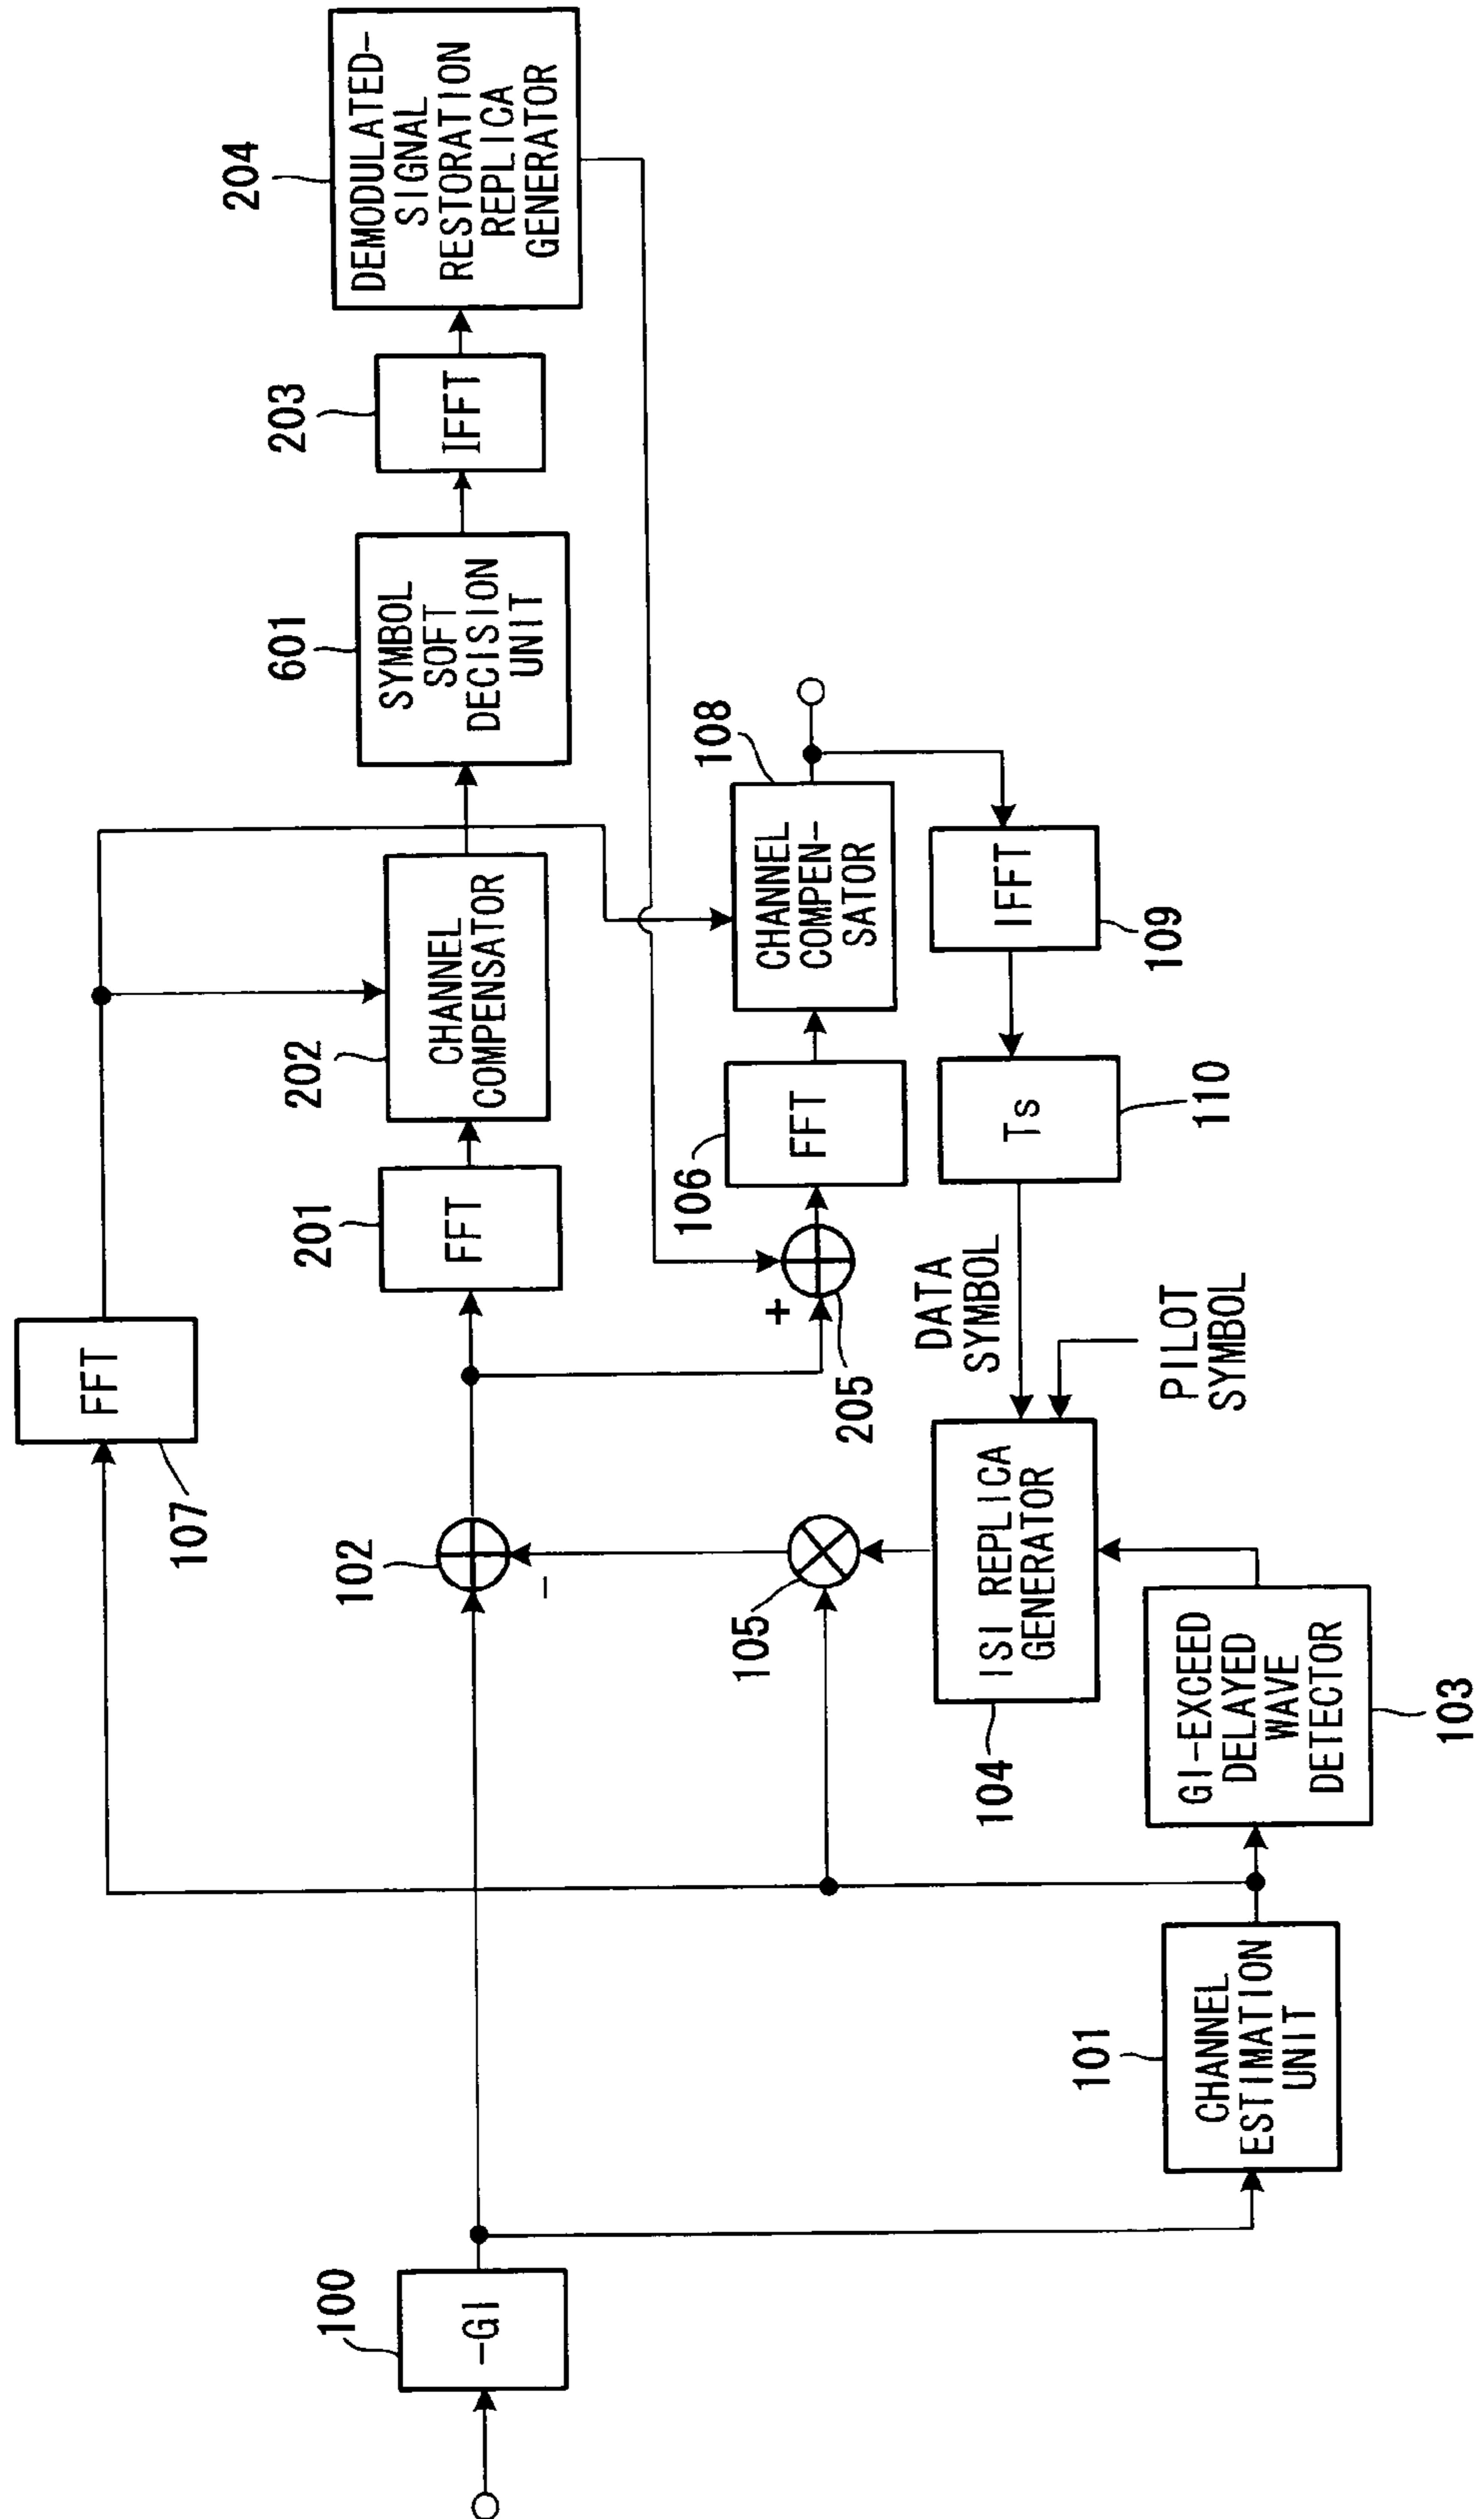 100
-GI
101
CHANNEL
ESTIMATION
UNIT
107
FFT
102
-
105
104
ISI REPLICA
GENERATOR
103
GI-EXCEED
DELAYED
WAVE
DETECTOR
201
FFT
202
CHANNEL
COMPENSATOR
601
SYMBOL
SOFT
DECISION
UNIT
203
IFFT
204
DEMODULATED-
SIGNAL
RESTORATION
REPLICA
GENERATOR
+
205
106
FFT
108
CHANNEL
COMPEN-
SATOR
109
IFFT
110
Ts
DATA
SYMBOL
PILOT
SYMBOL